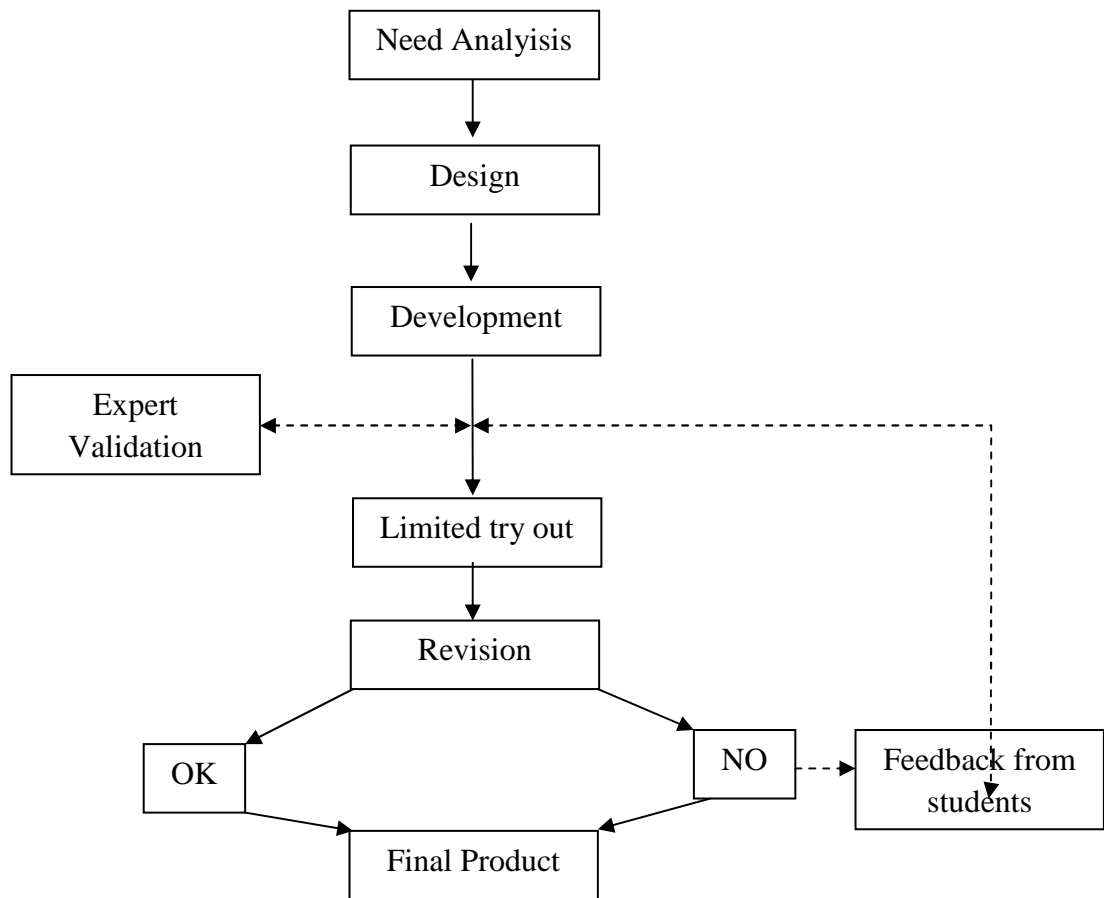 Need Analyisis
Design
Development
Expert
Validation
Limited try out
Revision
OK
NO
Feedback from
students
Final Product